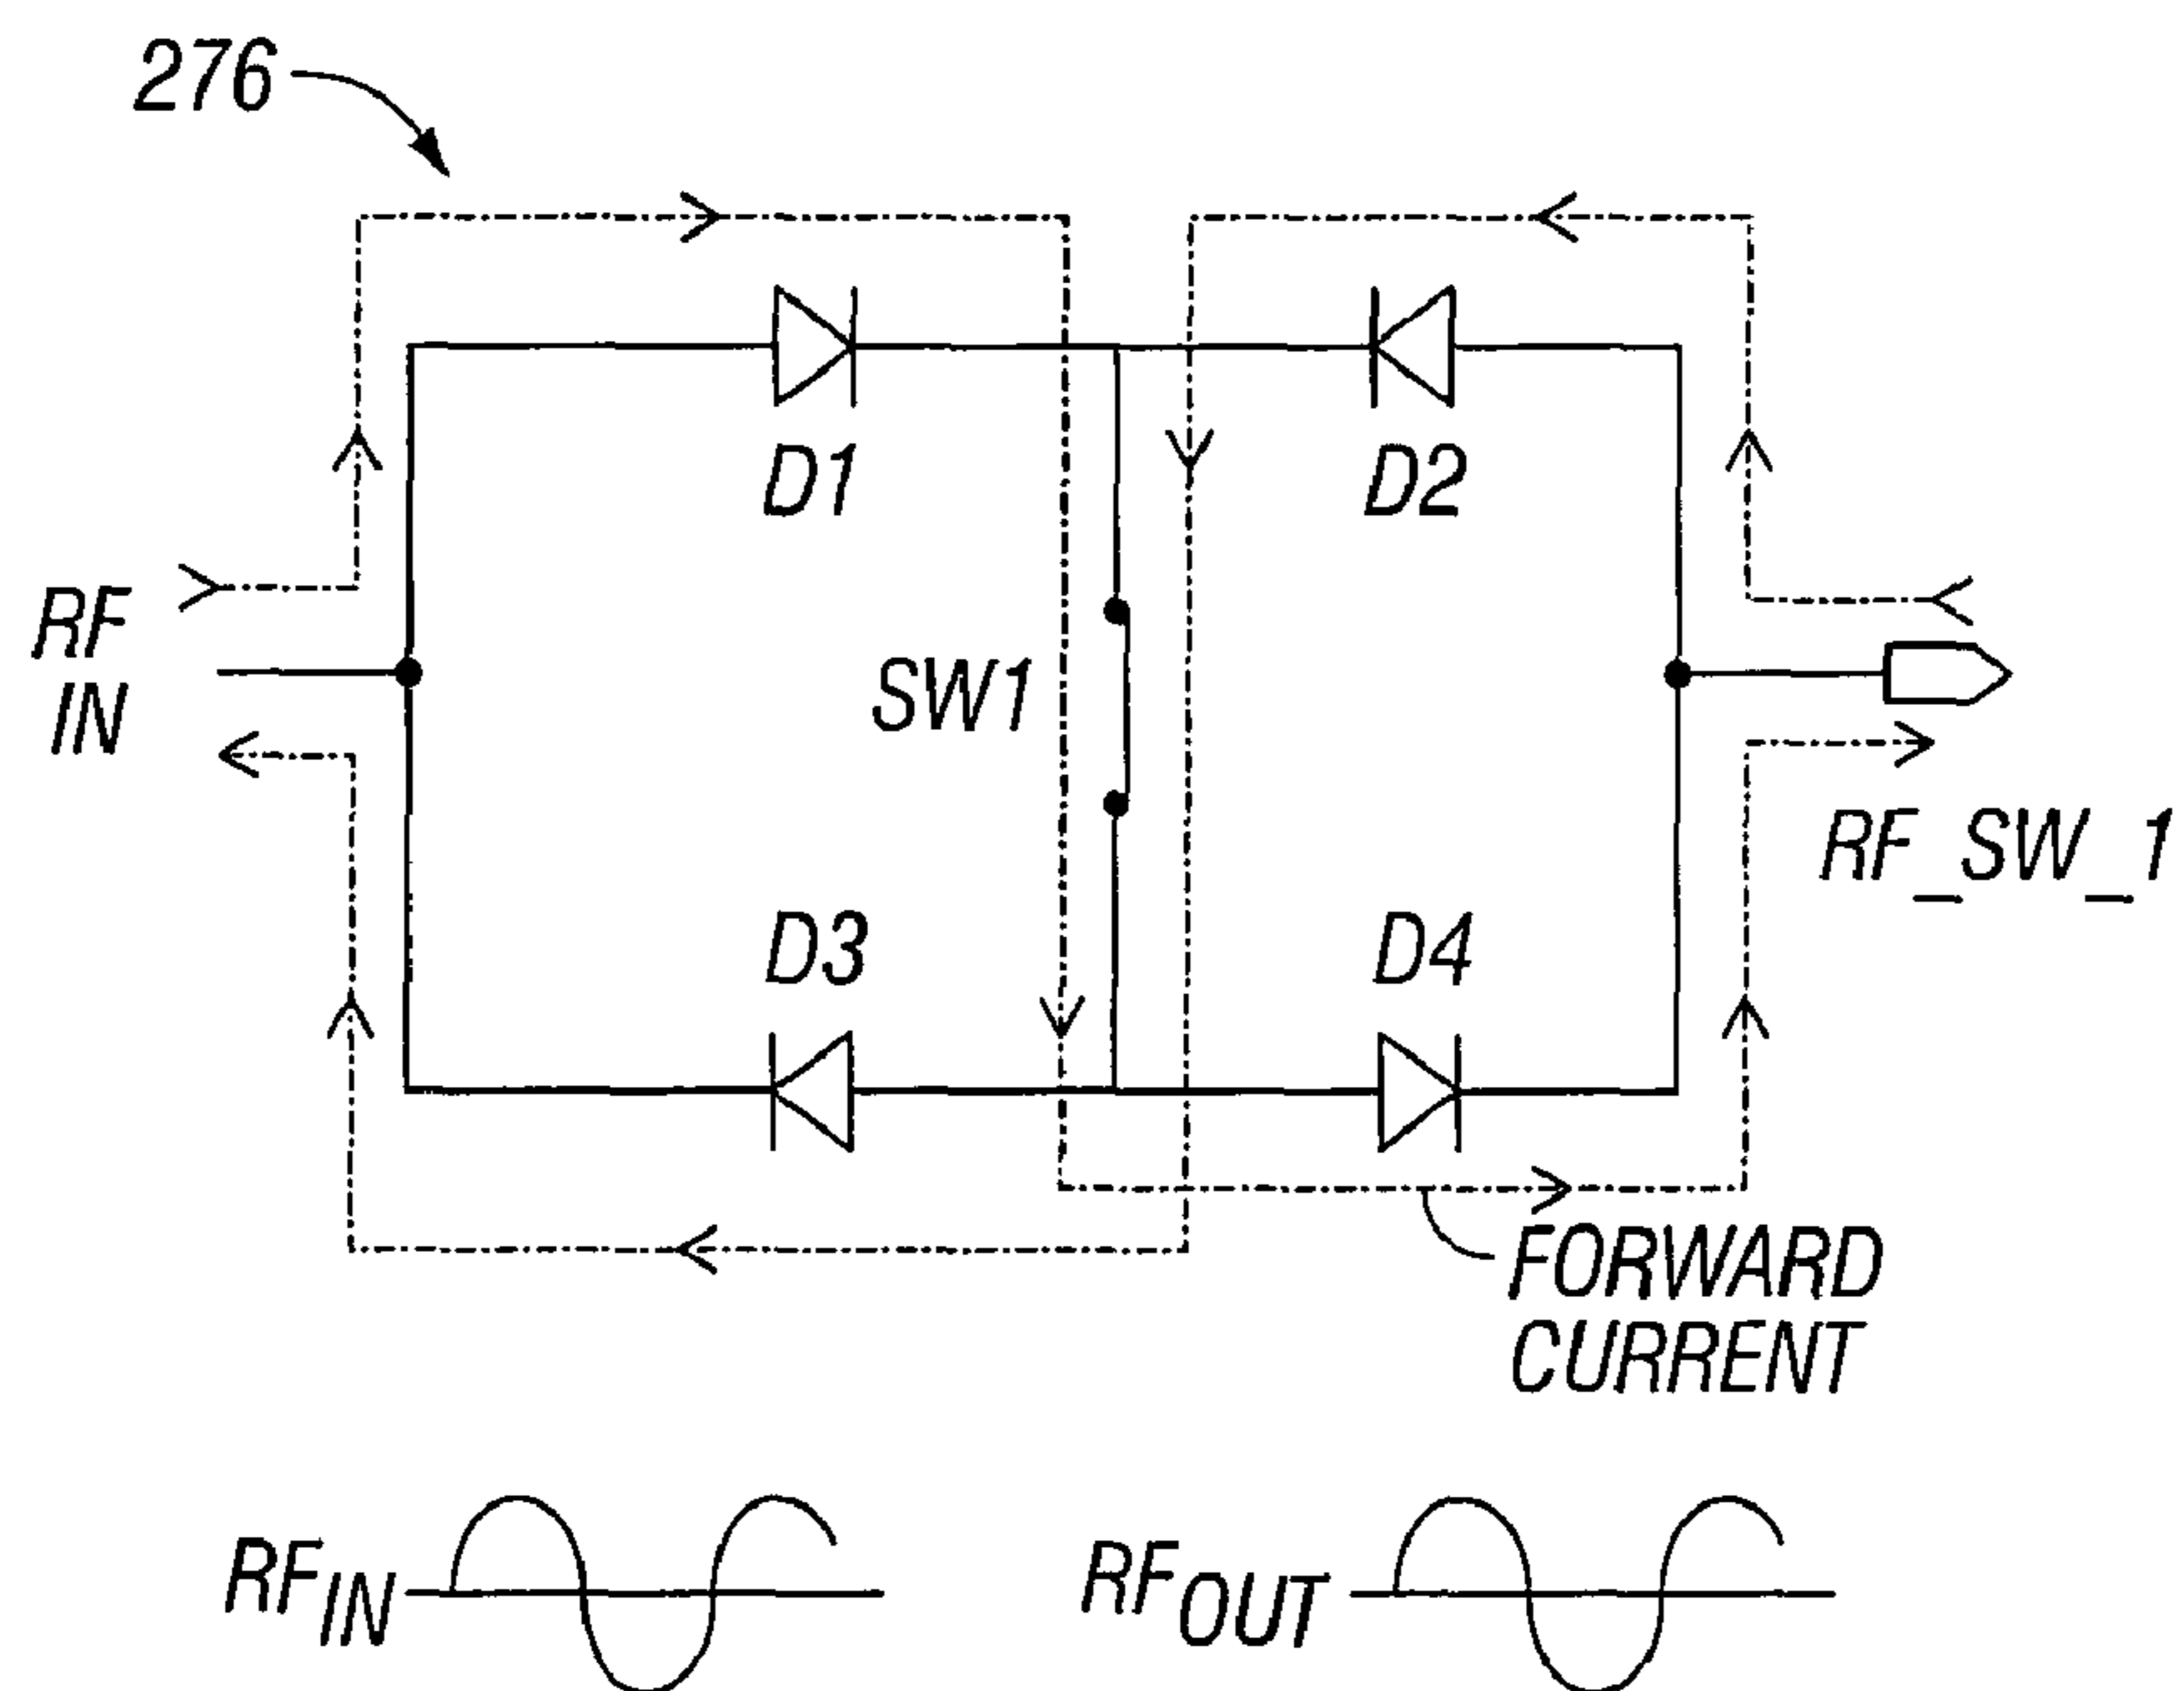 276
D1
D2
RF
IN
SW1
RF_SW_1
D3
D4
FORWARD
CURRENT
RFIN
RFOUT